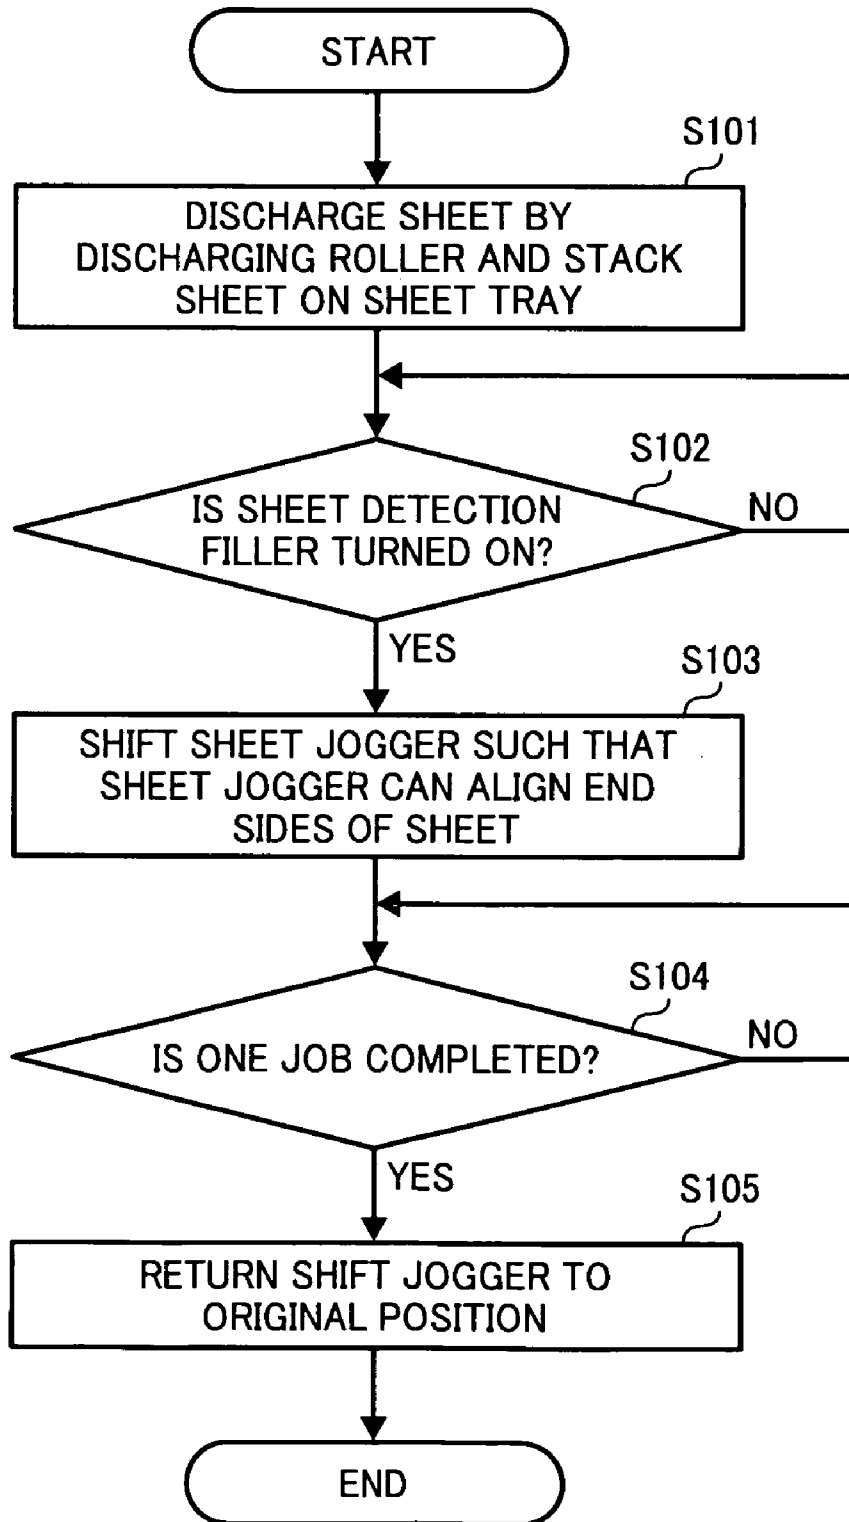 START
S101
DISCHARGE SHEET BY
DISCHARGING ROLLER AND STACK
SHEET ON SHEET TRAY
S102
IS SHEET DETECTION
FILLER TURNED ON?
NO
YES
S103
SHIFT SHEET JOGGER SUCH THAT
SHEET JOGGER CAN ALIGN END
SIDES OF SHEET
S104
IS ONE JOB COMPLETED?
NO
YES
S105
RETURN SHIFT JOGGER TO
ORIGINAL POSITION
END